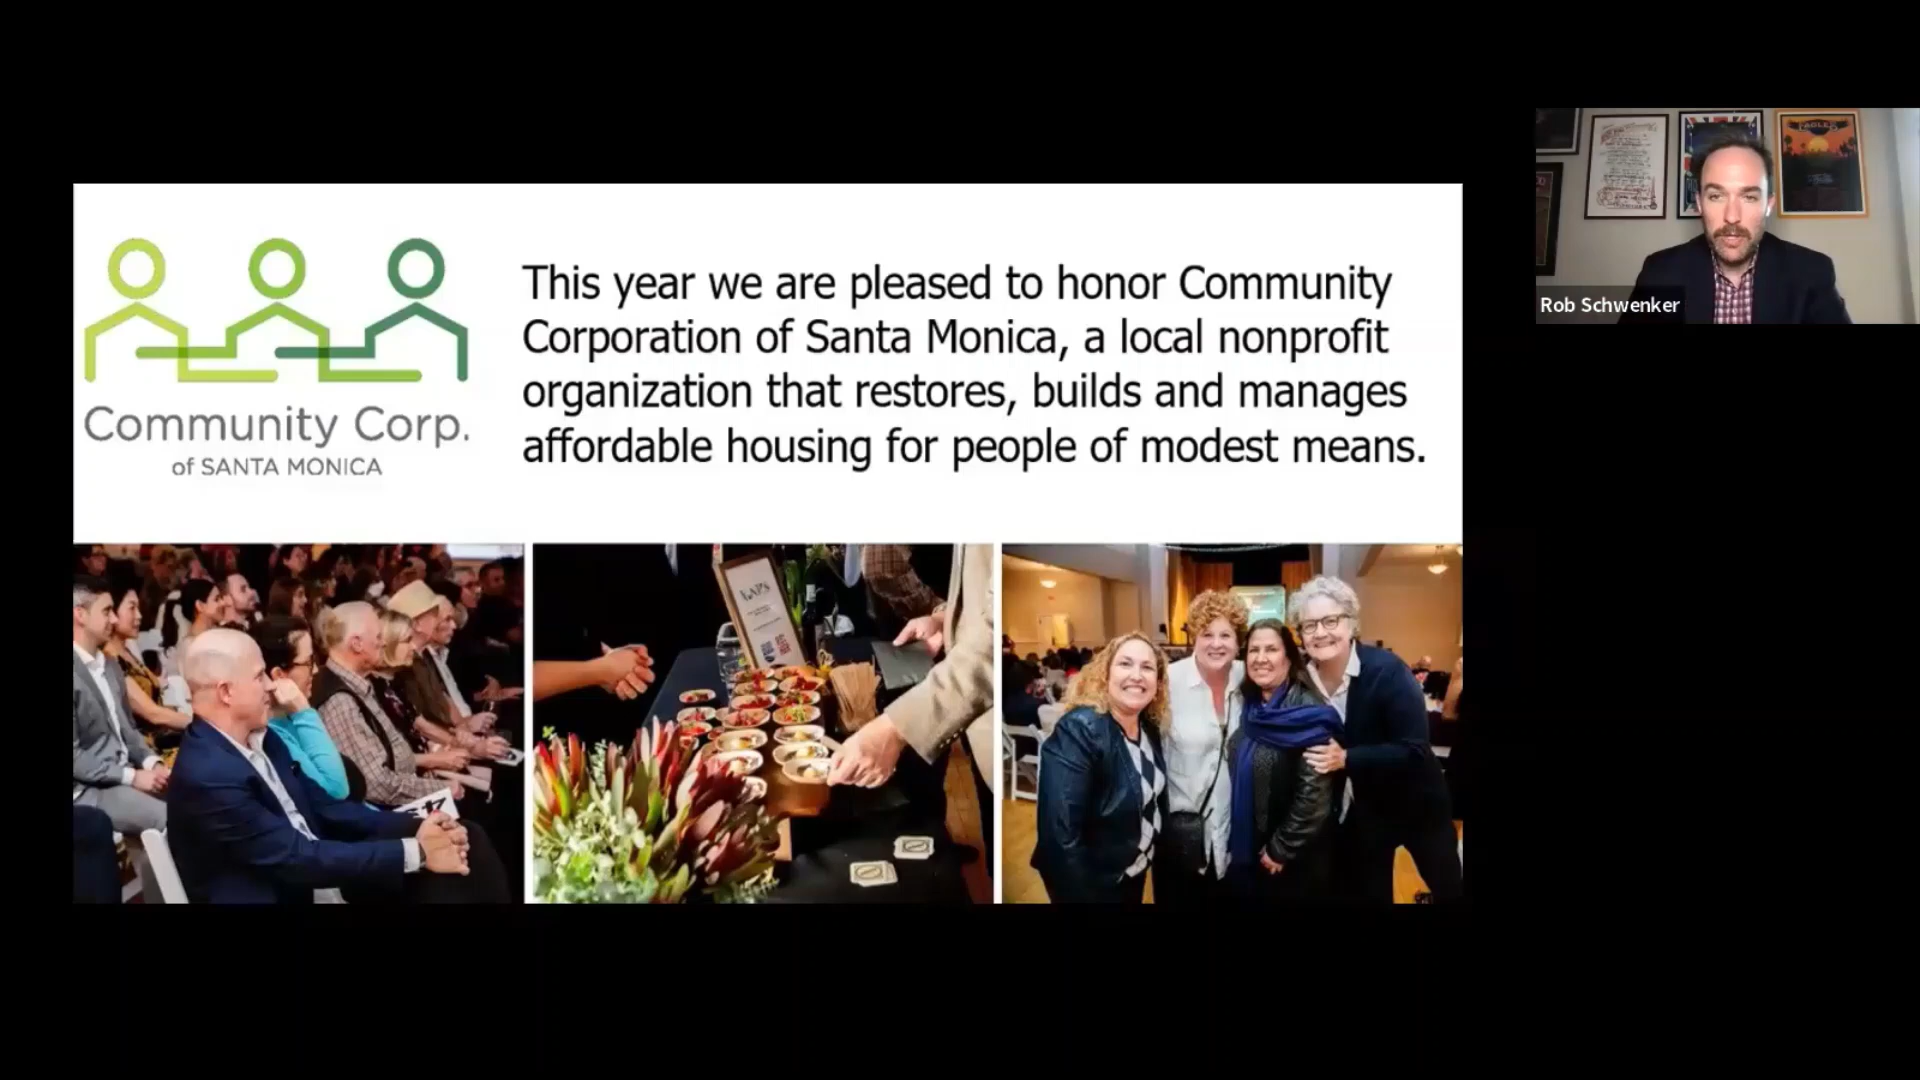 This year we are pleased to honor Community
Corporation of Santa Monica, a local nonprofit
organization that restores, builds and manages
affordable housing for people of modest means.
Community Corp.
of SANTA MONICA
EAGLES
Rob Schwenker